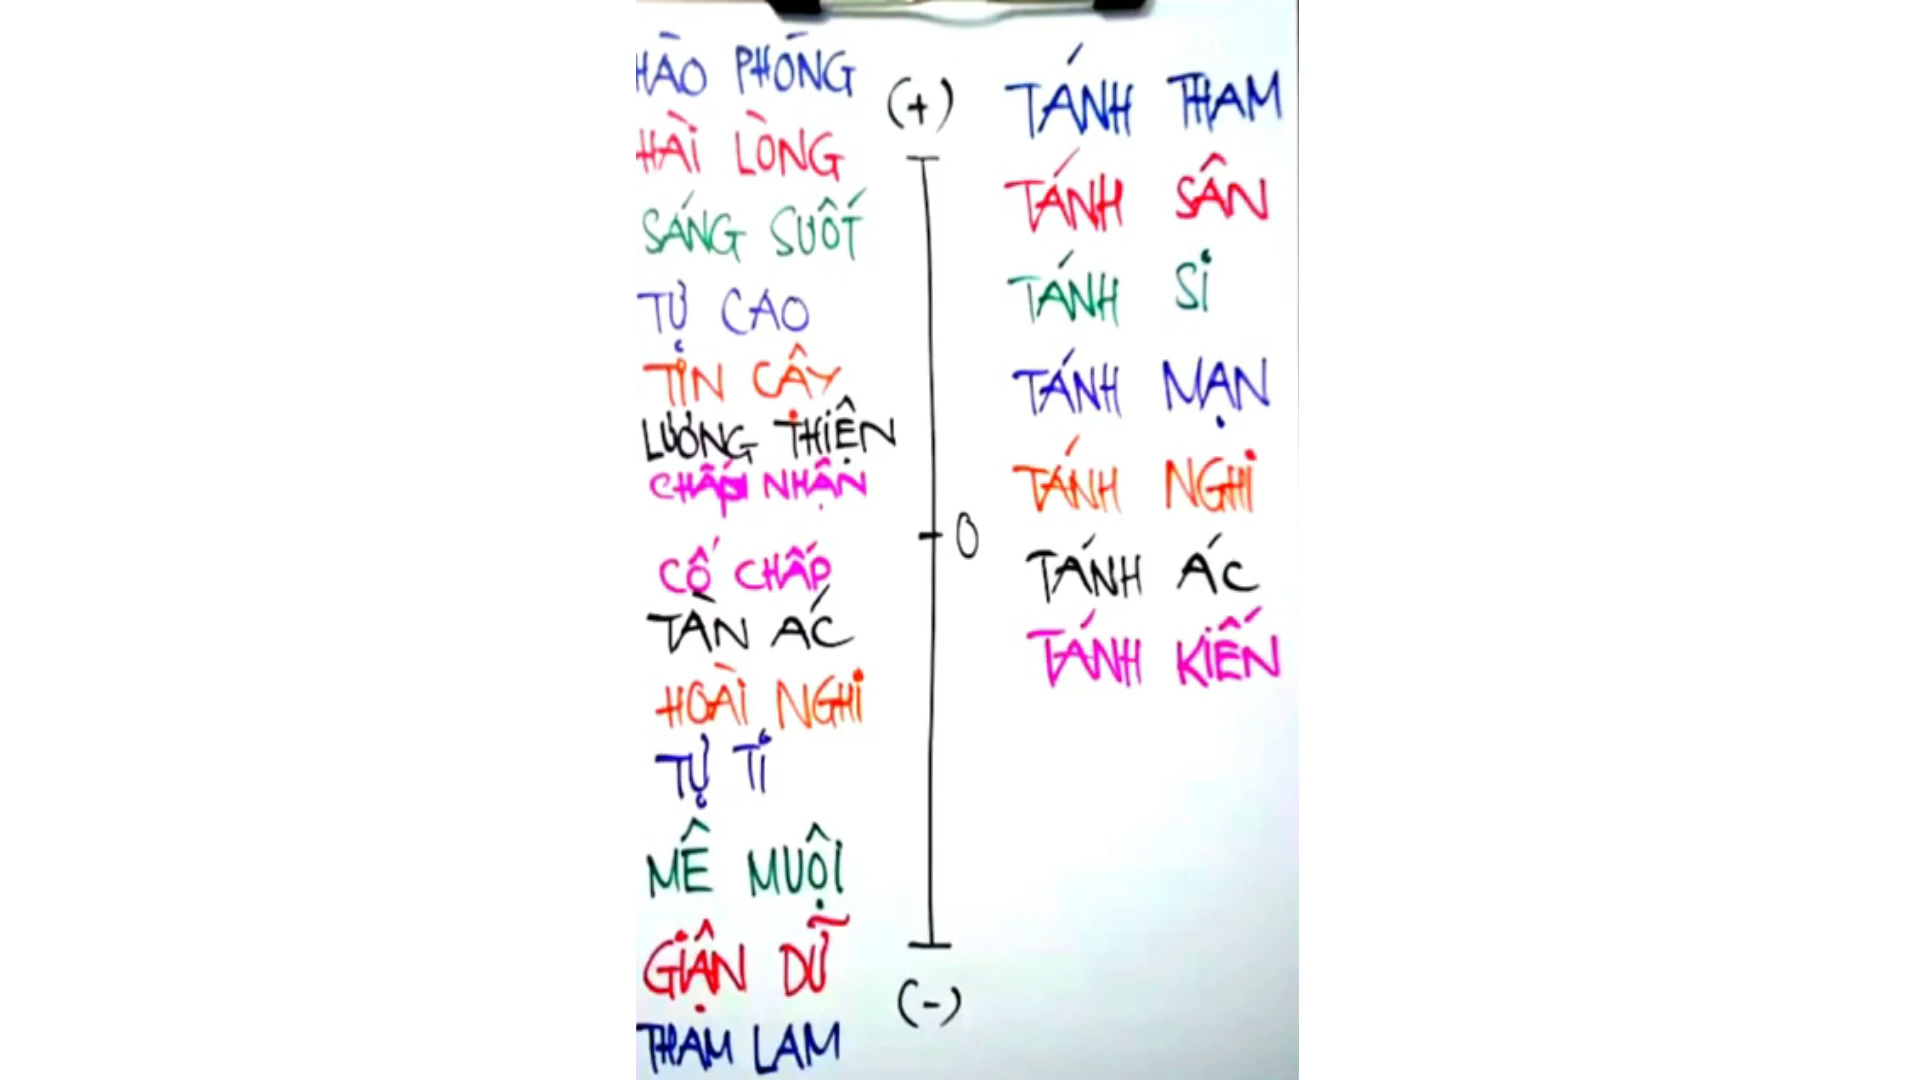 HÀO PHÓNG
HÀI LÒNG
SÁNG SUỐT
TỰ CAO
TIN CẬY
LƯƠNG THIỆN
CHẤP NHẬN
CỐ CHẤP
TÀN ÁC
HOÀI NGHI
TỰ TI
MÊ MUỘI
GIẬN DỮ
THAM LAM
(+)
0
(-)
TÁNH THAM
TÁNH SÂN
TÁNH SI
TÁNH MẠN
TÁNH NGHI
TÁNH ÁC
TÁNH KIẾN